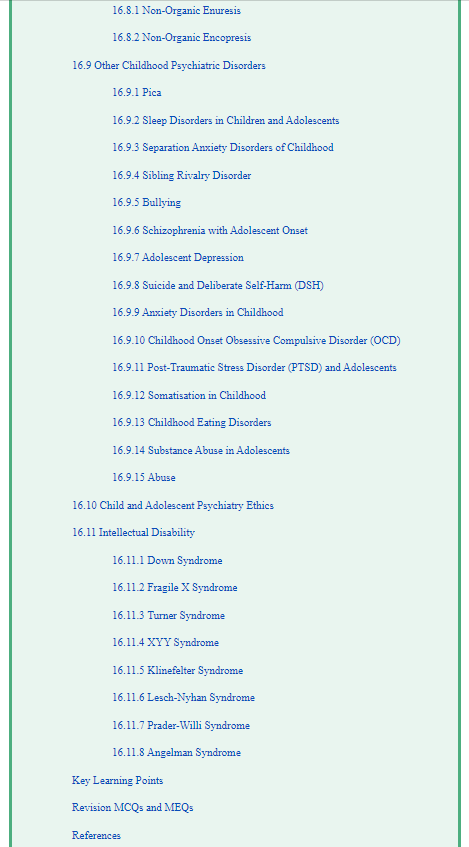 16.8.1 Non-Organic Enuresis
16.8.2 Non-Organic Encopresis
16.9 Other Childhood Psychiatric Disorders
16.9.1 Pica
16.9.2 Sleep Disorders in Children and Adolescents
16.9.3 Separation Anxiety Disorders of Childhood
16.9.4 Sibling Rivalry Disorder
16.9.5 Bullying
16.9.6 Schizophrenia with Adolescent Onset
16.9.7 Adolescent Depression
16.9.8 Suicide and Deliberate Self-Harm (DSH)
16.9.9 Anxiety Disorders in Childhood
16.9.10 Childhood Onset Obsessive Compulsive Disorder (OCD)
16.9.11 Post-Traumatic Stress Disorder (PTSD) and Adolescents
16.9.12 Somatisation in Childhood
16.9.13 Childhood Eating Disorders
16.9.14 Substance Abuse in Adolescents
16.9.15 Abuse
16.10 Child and Adolescent Psychiatry Ethics
16.11 Intellectual Disability
16.11.1 Down Syndrome
16.11.2 Fragile X Syndrome
16.11.3 Turner Syndrome
16.11.4 XYY Syndrome
16.11.5 Klinefelter Syndrome
16.11.6 Lesch-Nyhan Syndrome
16.11.7 Prader-Willi Syndrome
16.11.8 Angelman Syndrome
Key Learning Points
Revision MCQs and MEQs
References